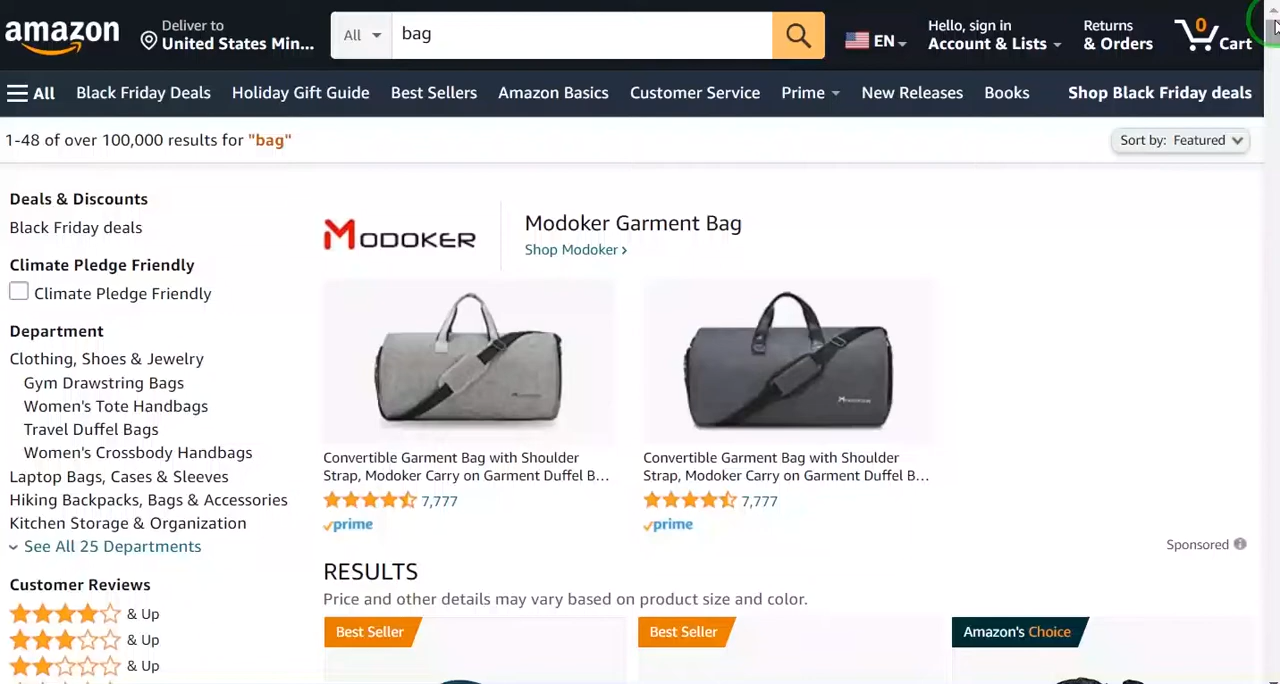 amazon
Deliver to
United States Min...
All
bag
EN
Hello, sign in
Account & Lists
Returns
& Orders
0
Cart
All
Black Friday Deals
Holiday Gift Guide
Best Sellers
Amazon Basics
Customer Service
Prime
New Releases
Books
Shop Black Friday deals
1-48 of over 100,000 results for "bag"
Sort by: Featured
Deals & Discounts
Black Friday deals
Climate Pledge Friendly
Climate Pledge Friendly
Department
Clothing, Shoes & Jewelry
Gym Drawstring Bags
Women's Tote Handbags
Travel Duffel Bags
Women's Crossbody Handbags
Laptop Bags, Cases & Sleeves
Hiking Backpacks, Bags & Accessories
Kitchen Storage & Organization
See All 25 Departments
Customer Reviews
& Up
& Up
& Up
MODOKER
Modoker Garment Bag
Shop Modoker ›
Convertible Garment Bag with Shoulder
Strap, Modoker Carry on Garment Duffel B...
7,777
prime
Convertible Garment Bag with Shoulder
Strap, Modoker Carry on Garment Duffel B...
7,777
prime
Sponsored
RESULTS
Price and other details may vary based on product size and color.
Best Seller
Best Seller
Amazon's Choice